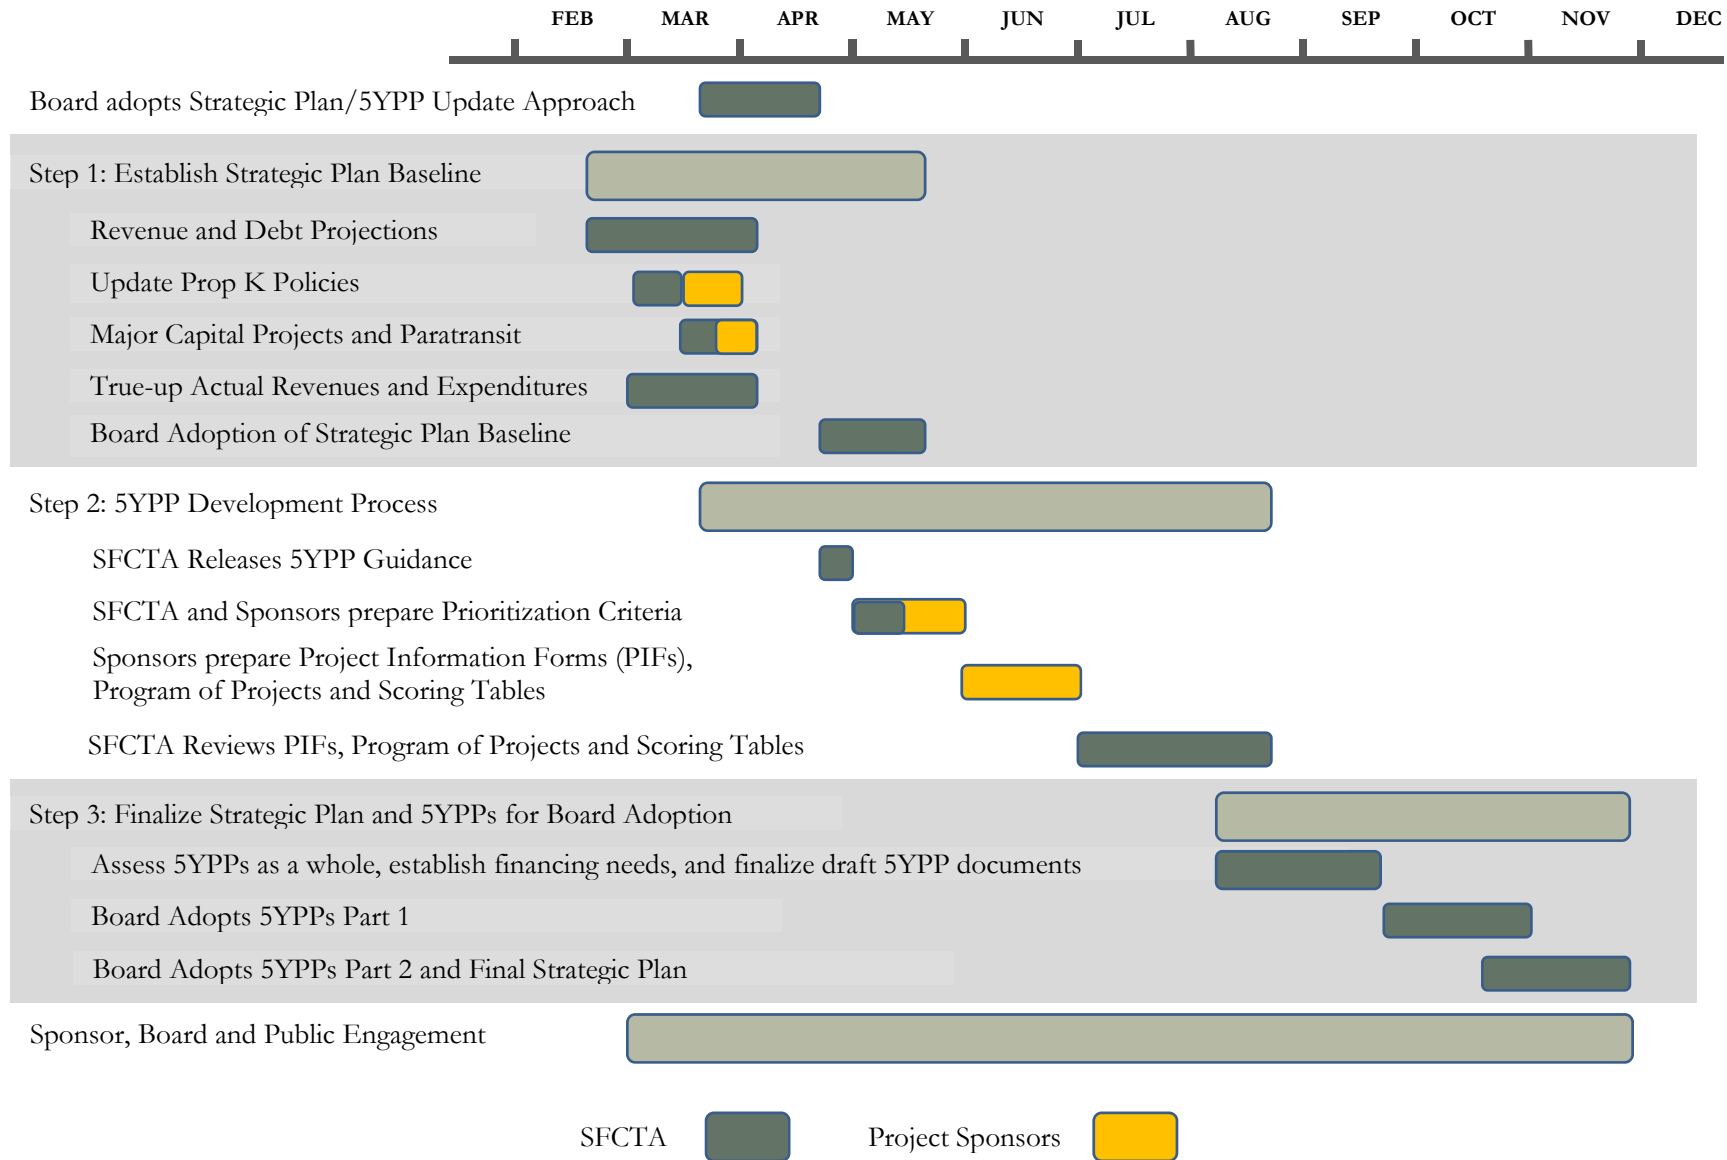 FEB MAR APR MAY JUN JUL AUG SEP OCT NOV DEC
Board adopts Strategic Plan/5YPP Update Approach
Step 1: Establish Strategic Plan Baseline
Revenue and Debt Projections
Update Prop K Policies
Major Capital Projects and Paratransit
True-up Actual Revenues and Expenditures
Board Adoption of Strategic Plan Baseline
Step 2: 5YPP Development Process
SFCTA Releases 5YPP Guidance
SFCTA and Sponsors prepare Prioritization Criteria
Sponsors prepare Project Information Forms (PIFs),
Program of Projects and Scoring Tables
SFCTA Reviews PIFs, Program of Projects and Scoring Tables
Step 3: Finalize Strategic Plan and 5YPPs for Board Adoption
Assess 5YPPs as a whole, establish financing needs, and finalize draft 5YPP documents
Board Adopts 5YPPs Part 1
Board Adopts 5YPPs Part 2 and Final Strategic Plan
Sponsor, Board and Public Engagement
SFCTA Project Sponsors